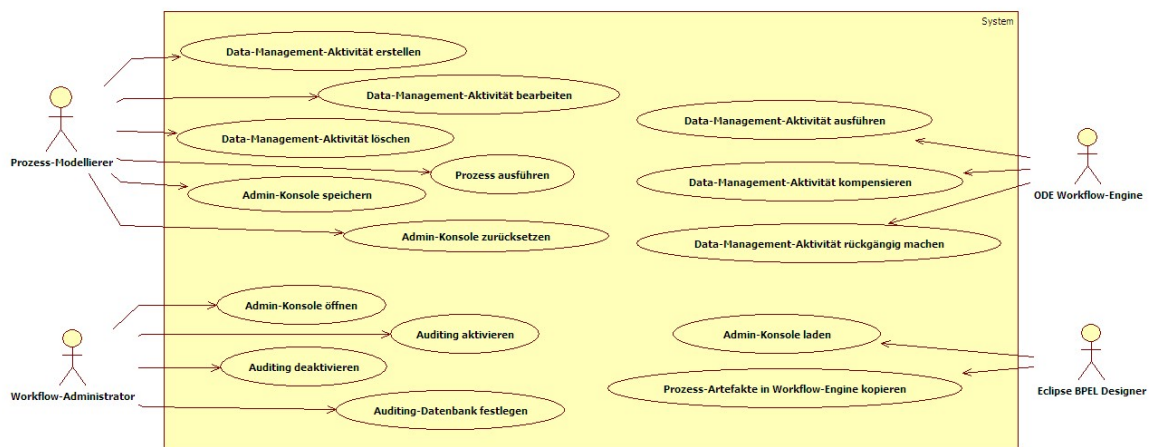 System
Data-Management-Aktivität erstellen
Data-Management-Aktivität bearbeiten
Data-Management-Aktivität ausführen
Data-Management-Aktivität löschen
Prozess-Modellierer
Prozess ausführen
Data-Management-Aktivität kompensieren
Admin-Konsole speichern
ODE Workflow-Engine
Admin-Konsole zurücksetzen
Data-Management-Aktivität rückgängig machen
Admin-Konsole öffnen
Auditing aktivieren
Admin-Konsole laden
Auditing deaktivieren
Prozess-Artefakte in Workflow-Engine kopieren
Workflow-Administrator
Eclipse BPEL Designer
Auditing-Datenbank festlegen